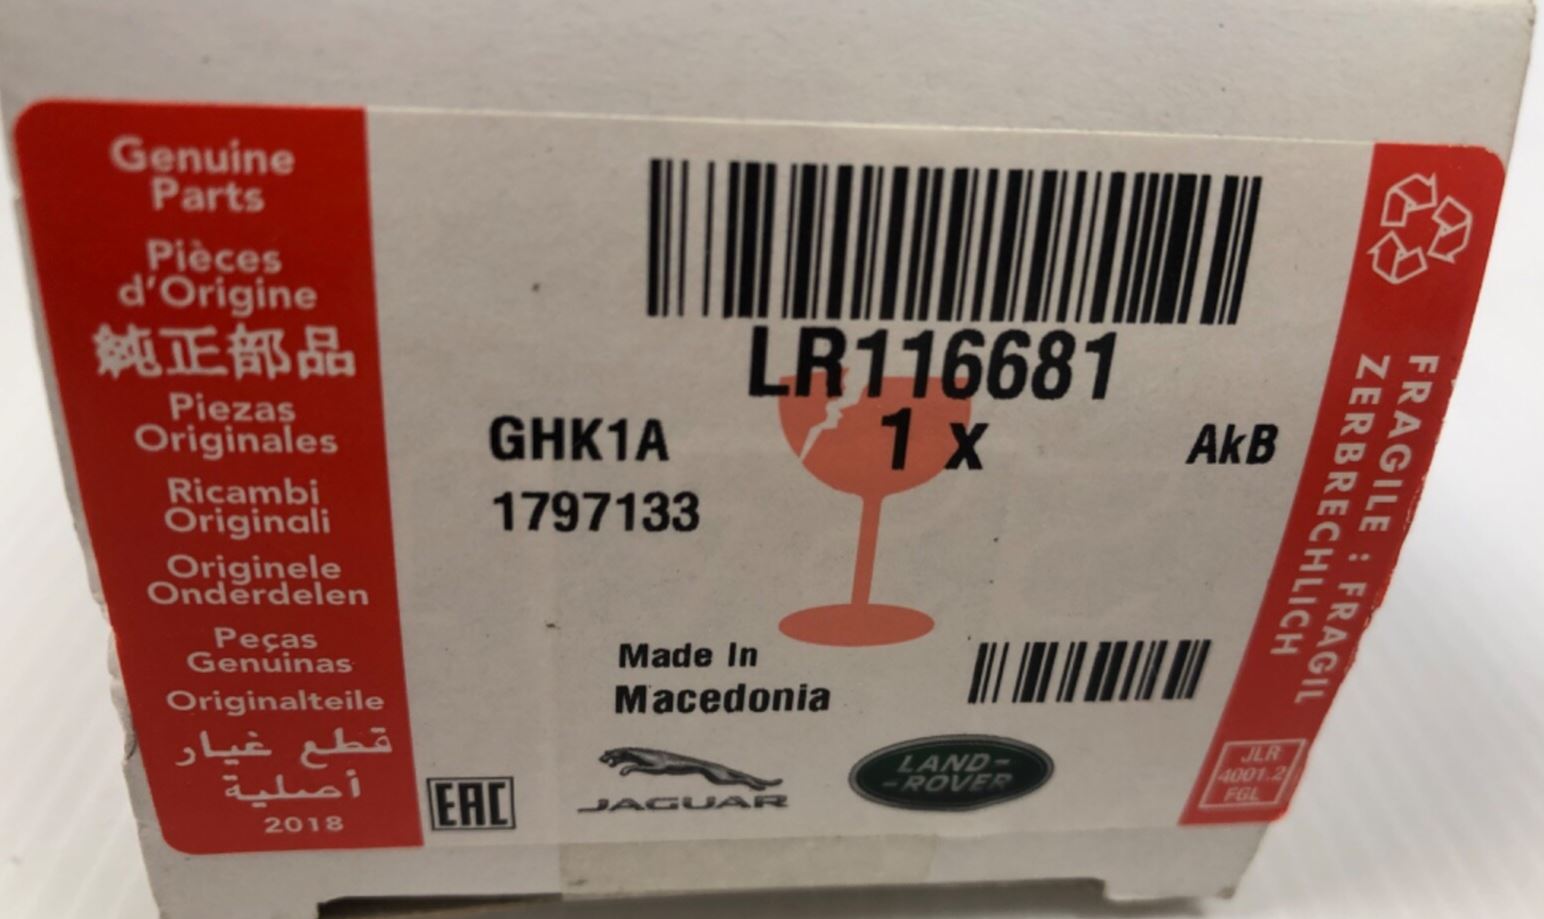 Genuine
Parts
Pièces
d'Origine
純正部品
Piezas
Originales
Ricambi
Originali
Originele
Onderdelen
Peças
Genuinas
Originalteile
قطع غيار
أصلية
2018
LR116681
GHK1A
1 x
AkB
1797133
Made In
Macedonia
EAC
JAGUAR
LAND-
-ROVER
FRAGILE : FRAGIL
ZERBRECHLICH
JLR
4001.2
FGL